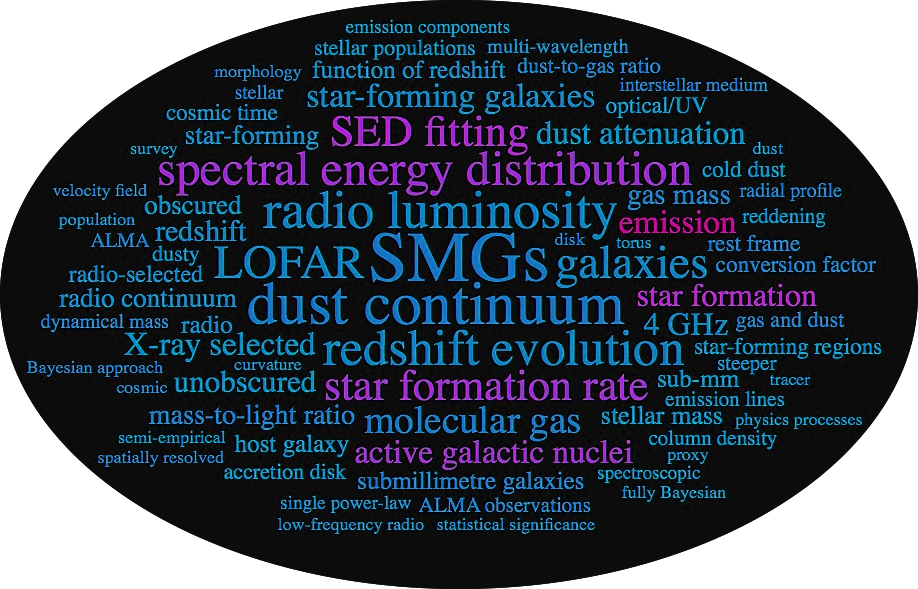 emission components
stellar populations multi-wavelength
morphology function of redshift dust-to-gas ratio
stellar star-forming galaxies interstellar medium
cosmic time optical/UV
star-forming SED fitting dust attenuation
survey spectral energy distribution dust
cold dust
velocity field obscured gas mass radial profile
population radio luminosity emission reddening
ALMA redshift disk torus rest frame
dusty LOFAR SMGs galaxies conversion factor
radio-selected
radio continuum dust continuum star formation
dynamical mass radio 4 GHz gas and dust
X-ray selected redshift evolution star-forming regions
Bayesian approach curvature steeper
cosmic unobscured star formation rate sub-mm tracer
emission lines
mass-to-light ratio molecular gas stellar mass physics processes
semi-empirical host galaxy column density
spatially resolved active galactic nuclei proxy
accretion disk submillimetre galaxies spectroscopic
fully Bayesian
single power-law ALMA observations
low-frequency radio statistical significance